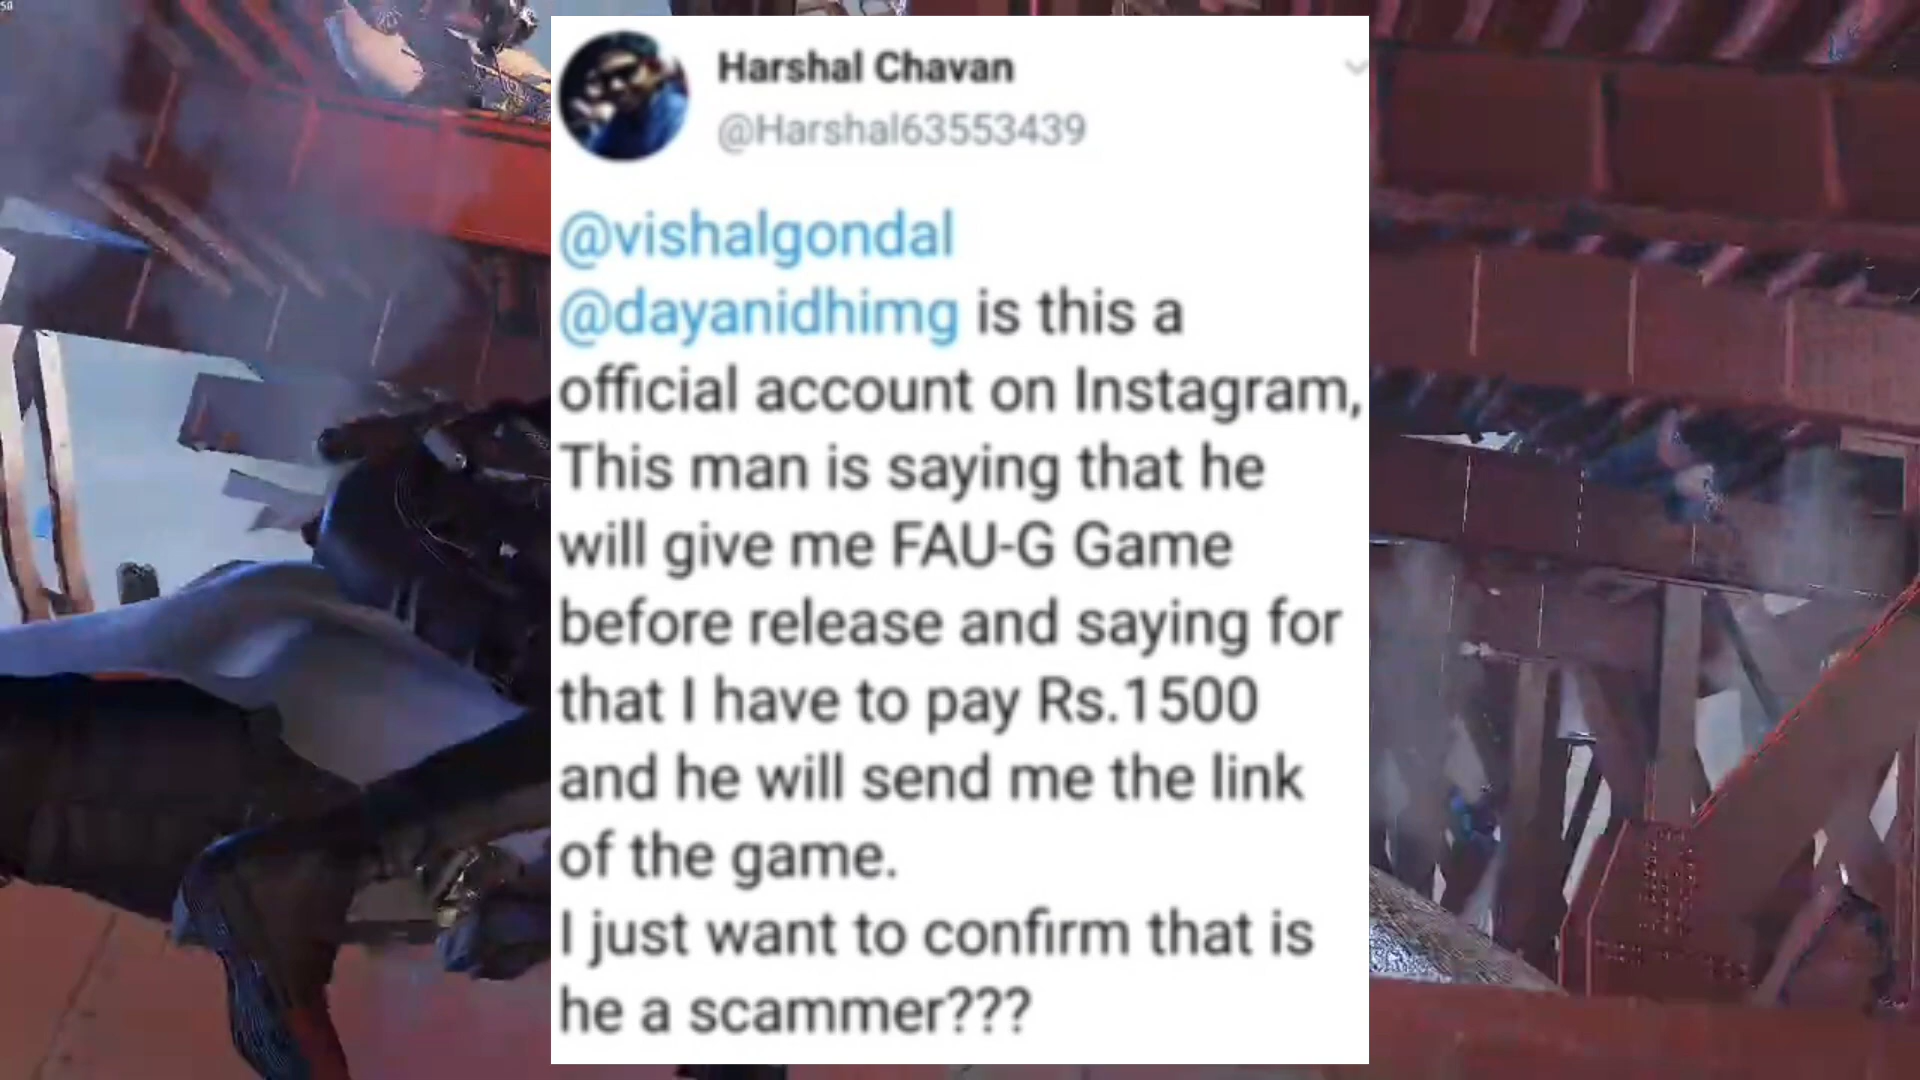 50
Harshal Chavan
@Harshal63553439
@vishalgondal
@dayanidhimg is this a
official account on Instagram,
This man is saying that he
will give me FAU-G Game
before release and saying for
that I have to pay Rs.1500
and he will send me the link
of the game.
I just want to confirm that is
he a scammer???